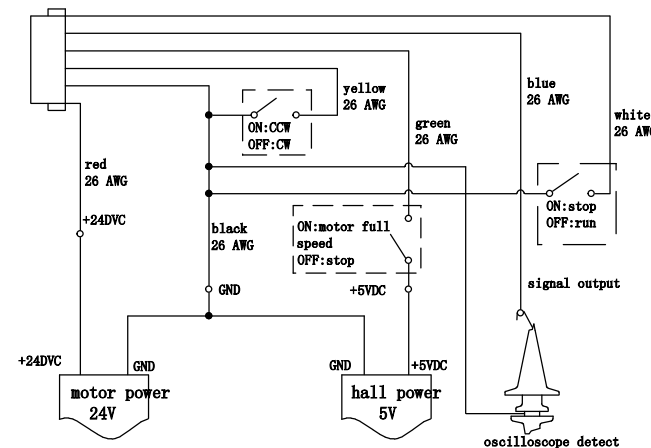 yellow
26 AWG
blue
26 AWG
green
26 AWG
white
26 AW
ON:CCW
OFF:CW
red
26 AWG
+24DVC
black
26 AWG
ON:motor full
speed
OFF:stop
ON:stop
OFF:run
GND
+5VDC
signal output
+24DVC
GND
GND
+5VDC
motor power
24V
hall power
5V
oscilloscope detect